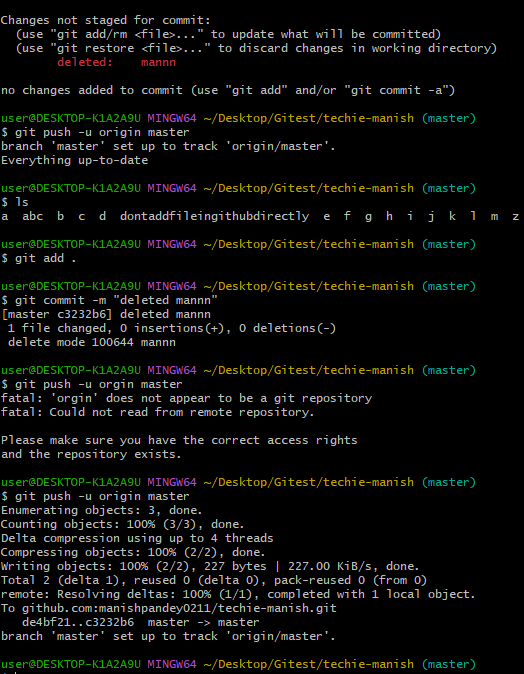 Changes not staged for commit:
  (use "git add/rm <file>..." to update what will be committed)
  (use "git restore <file>..." to discard changes in working directory)
        deleted:    mannn

no changes added to commit (use "git add" and/or "git commit -a")

user@DESKTOP-K1A2A9U MINGW64 ~/Desktop/Gitest/techie-manish (master)
$ git push -u origin master
branch 'master' set up to track 'origin/master'.
Everything up-to-date

user@DESKTOP-K1A2A9U MINGW64 ~/Desktop/Gitest/techie-manish (master)
$ ls
a  abc  b  c  d  dontaddfileingithubdirectly  e  f  g  h  i  j  k  l  m  z

user@DESKTOP-K1A2A9U MINGW64 ~/Desktop/Gitest/techie-manish (master)
$ git add .

user@DESKTOP-K1A2A9U MINGW64 ~/Desktop/Gitest/techie-manish (master)
$ git commit -m "deleted mannn"
[master c3232b6] deleted mannn
 1 file changed, 0 insertions(+), 0 deletions(-)
 delete mode 100644 mannn

user@DESKTOP-K1A2A9U MINGW64 ~/Desktop/Gitest/techie-manish (master)
$ git push -u orgin master
fatal: 'orgin' does not appear to be a git repository
fatal: Could not read from remote repository.

Please make sure you have the correct access rights
and the repository exists.

user@DESKTOP-K1A2A9U MINGW64 ~/Desktop/Gitest/techie-manish (master)
$ git push -u origin master
Enumerating objects: 3, done.
Counting objects: 100% (3/3), done.
Delta compression using up to 4 threads
Compressing objects: 100% (2/2), done.
Writing objects: 100% (2/2), 227 bytes | 227.00 KiB/s, done.
Total 2 (delta 1), reused 0 (delta 0), pack-reused 0 (from 0)
remote: Resolving deltas: 100% (1/1), completed with 1 local object.
To github.com:manishpandey0211/techie-manish.git
   de4bf21..c3232b6  master -> master
branch 'master' set up to track 'origin/master'.

user@DESKTOP-K1A2A9U MINGW64 ~/Desktop/Gitest/techie-manish (master)